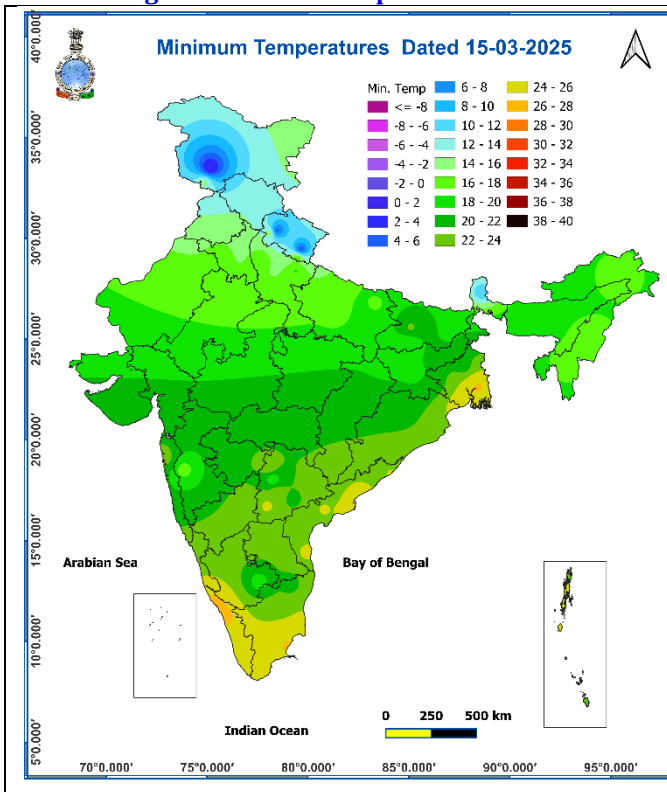 Minimum Temperatures Dated 15-03-2025
Min. Temp
<= -8
-8 - -6
-6 - -4
-4 - -2
-2 - 0
0 - 2
2 - 4
4 - 6
6 - 8
8 - 10
10 - 12
12 - 14
14 - 16
16 - 18
18 - 20
20 - 22
22 - 24
24 - 26
26 - 28
28 - 30
30 - 32
32 - 34
34 - 36
36 - 38
38 - 40
40°0.000'
35°0.000'
30°0.000'
25°0.000'
20°0.000'
15°0.000'
10°0.000'
5°0.000'
Arabian Sea
Bay of Bengal
Indian Ocean
0 250 500 km
70°0.000' 75°0.000' 80°0.000' 85°0.000' 90°0.000' 95°0.000'